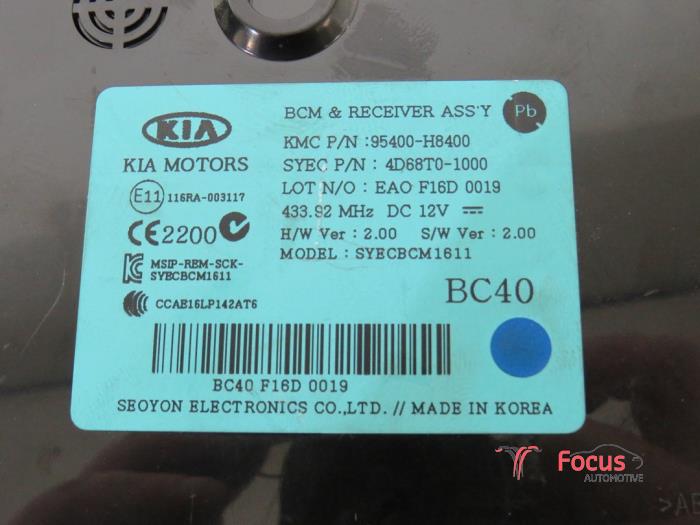 BCM & RECEIVER ASS'Y Pb
KIA
KIA MOTORS
KMC P/N :95400-H8400
SYEC P/N : 4D68T0-1000
LOT N/O : EAO F16D 0019
433.92 MHz DC 12V
H/W Ver : 2.00 S/W Ver : 2.00
MODEL : SYECBCM1611
E11 116RA-003117
CE2200
MSIP-REM-SCK-
SYECBCM1611
CCAB16LP142AT6
BC40
BC40 F16D 0019
SEOYON ELECTRONICS CO.,LTD. // MADE IN KOREA
Focus
AUTOMOTIVE